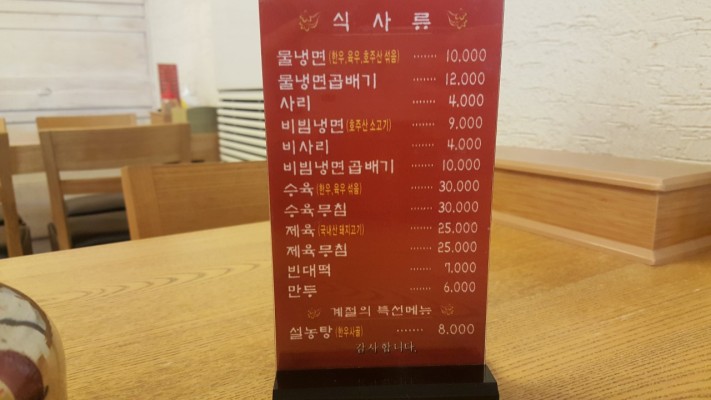 식 사 류
물냉면 (한우, 육우, 호주산 섞음) ······· 10,000
물냉면곱배기 ······· 12,000
사리 ······· 4,000
비빔냉면 (호주산 소고기) ······· 9,000
비사리 ······· 4,000
비빔냉면곱배기 ······· 10,000
수육 (한우, 육우 섞음) ······· 30,000
수육무침 ······· 30,000
제육 (국내산 돼지고기) ······· 25,000
제육무침 ······· 25,000
빈대떡 ······· 7,000
만두 ······· 6,000
계절의 특선메뉴
설농탕 (한우사골) ········ 8,000
감사합니다.